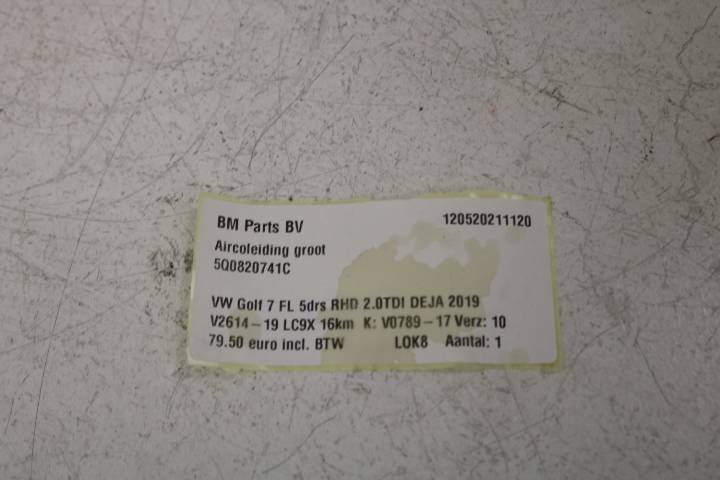 BM Parts BV 120520211120
Aircoleiding groot
5Q0820741C
VW Golf 7 FL 5drs RHD 2.0TDI DEJA 2019
V2614-19 LC9X 16km K: V0789-17 Verz: 10
79.50 euro incl. BTW LOK8 Aantal: 1